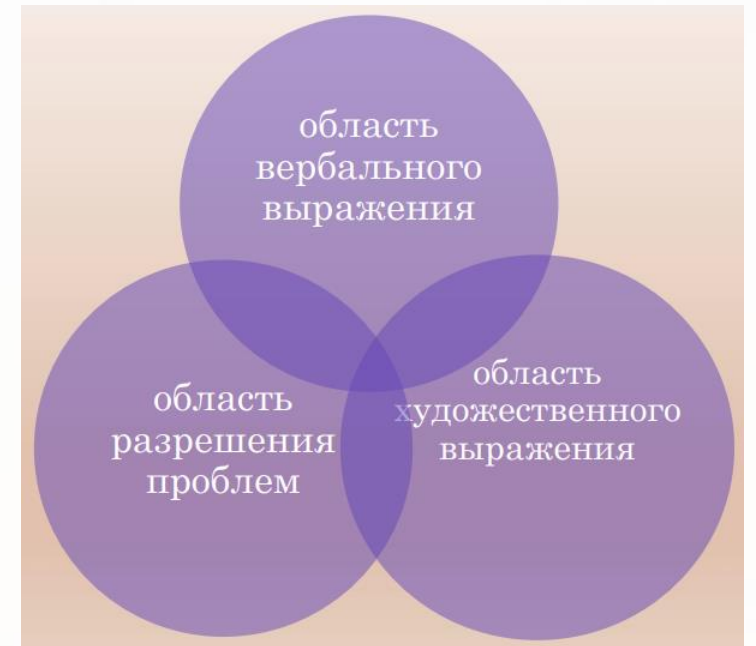 область
вербального
выражения
область
разрешения
проблем
область
художественного
выражения